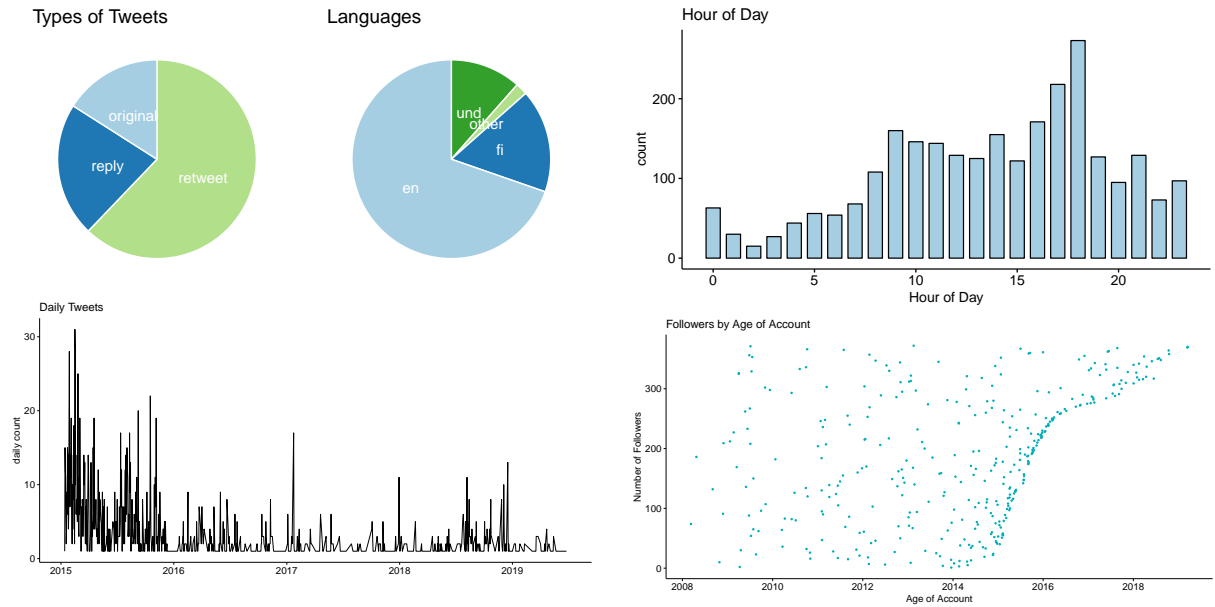 Types of Tweets
original
reply
retweet
Languages
und
other
fi
en
Hour of Day
count
200
100
0
0 5 10 15 20
Hour of Day
Daily Tweets
daily count
30
20
10
0
2015 2016 2017 2018 2019
Followers by Age of Account
Number of Followers
300
200
100
0
2008 2010 2012 2014 2016 2018
Age of Account